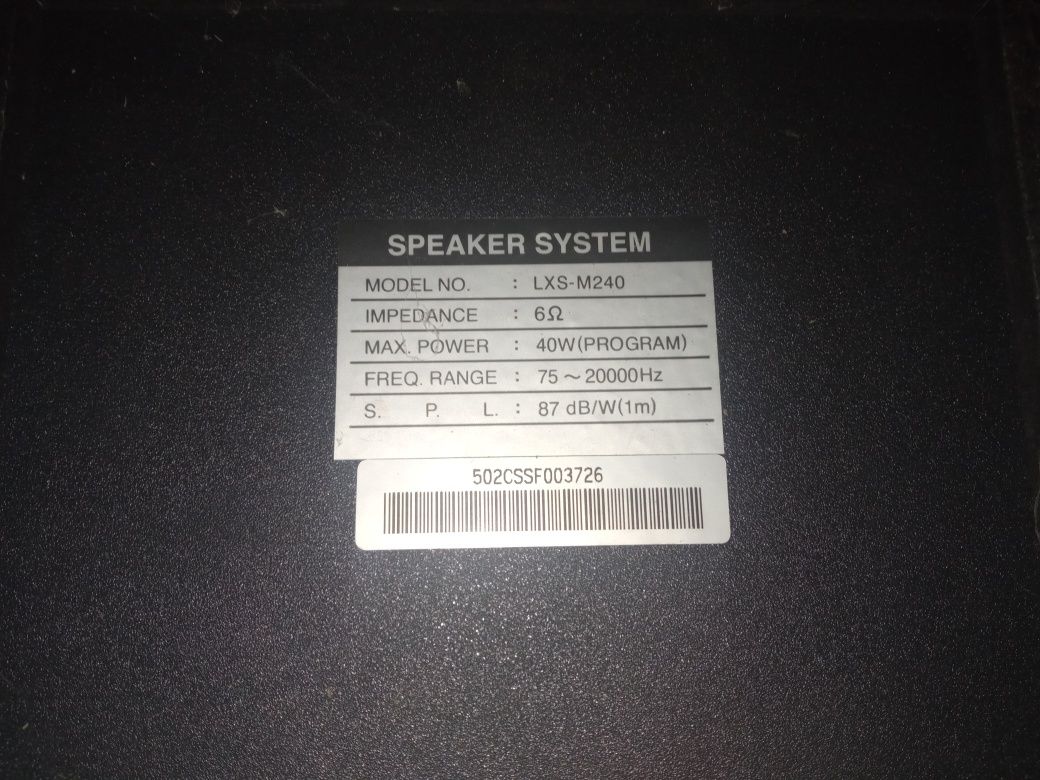 SPEAKER SYSTEM
MODEL NO. : LXS-M240
IMPEDANCE : 6Ω
MAX. POWER : 40W(PROGRAM)
FREQ. RANGE : 75～20000Hz
S. P. L. : 87 dB/W(1m)
502CSSF003726